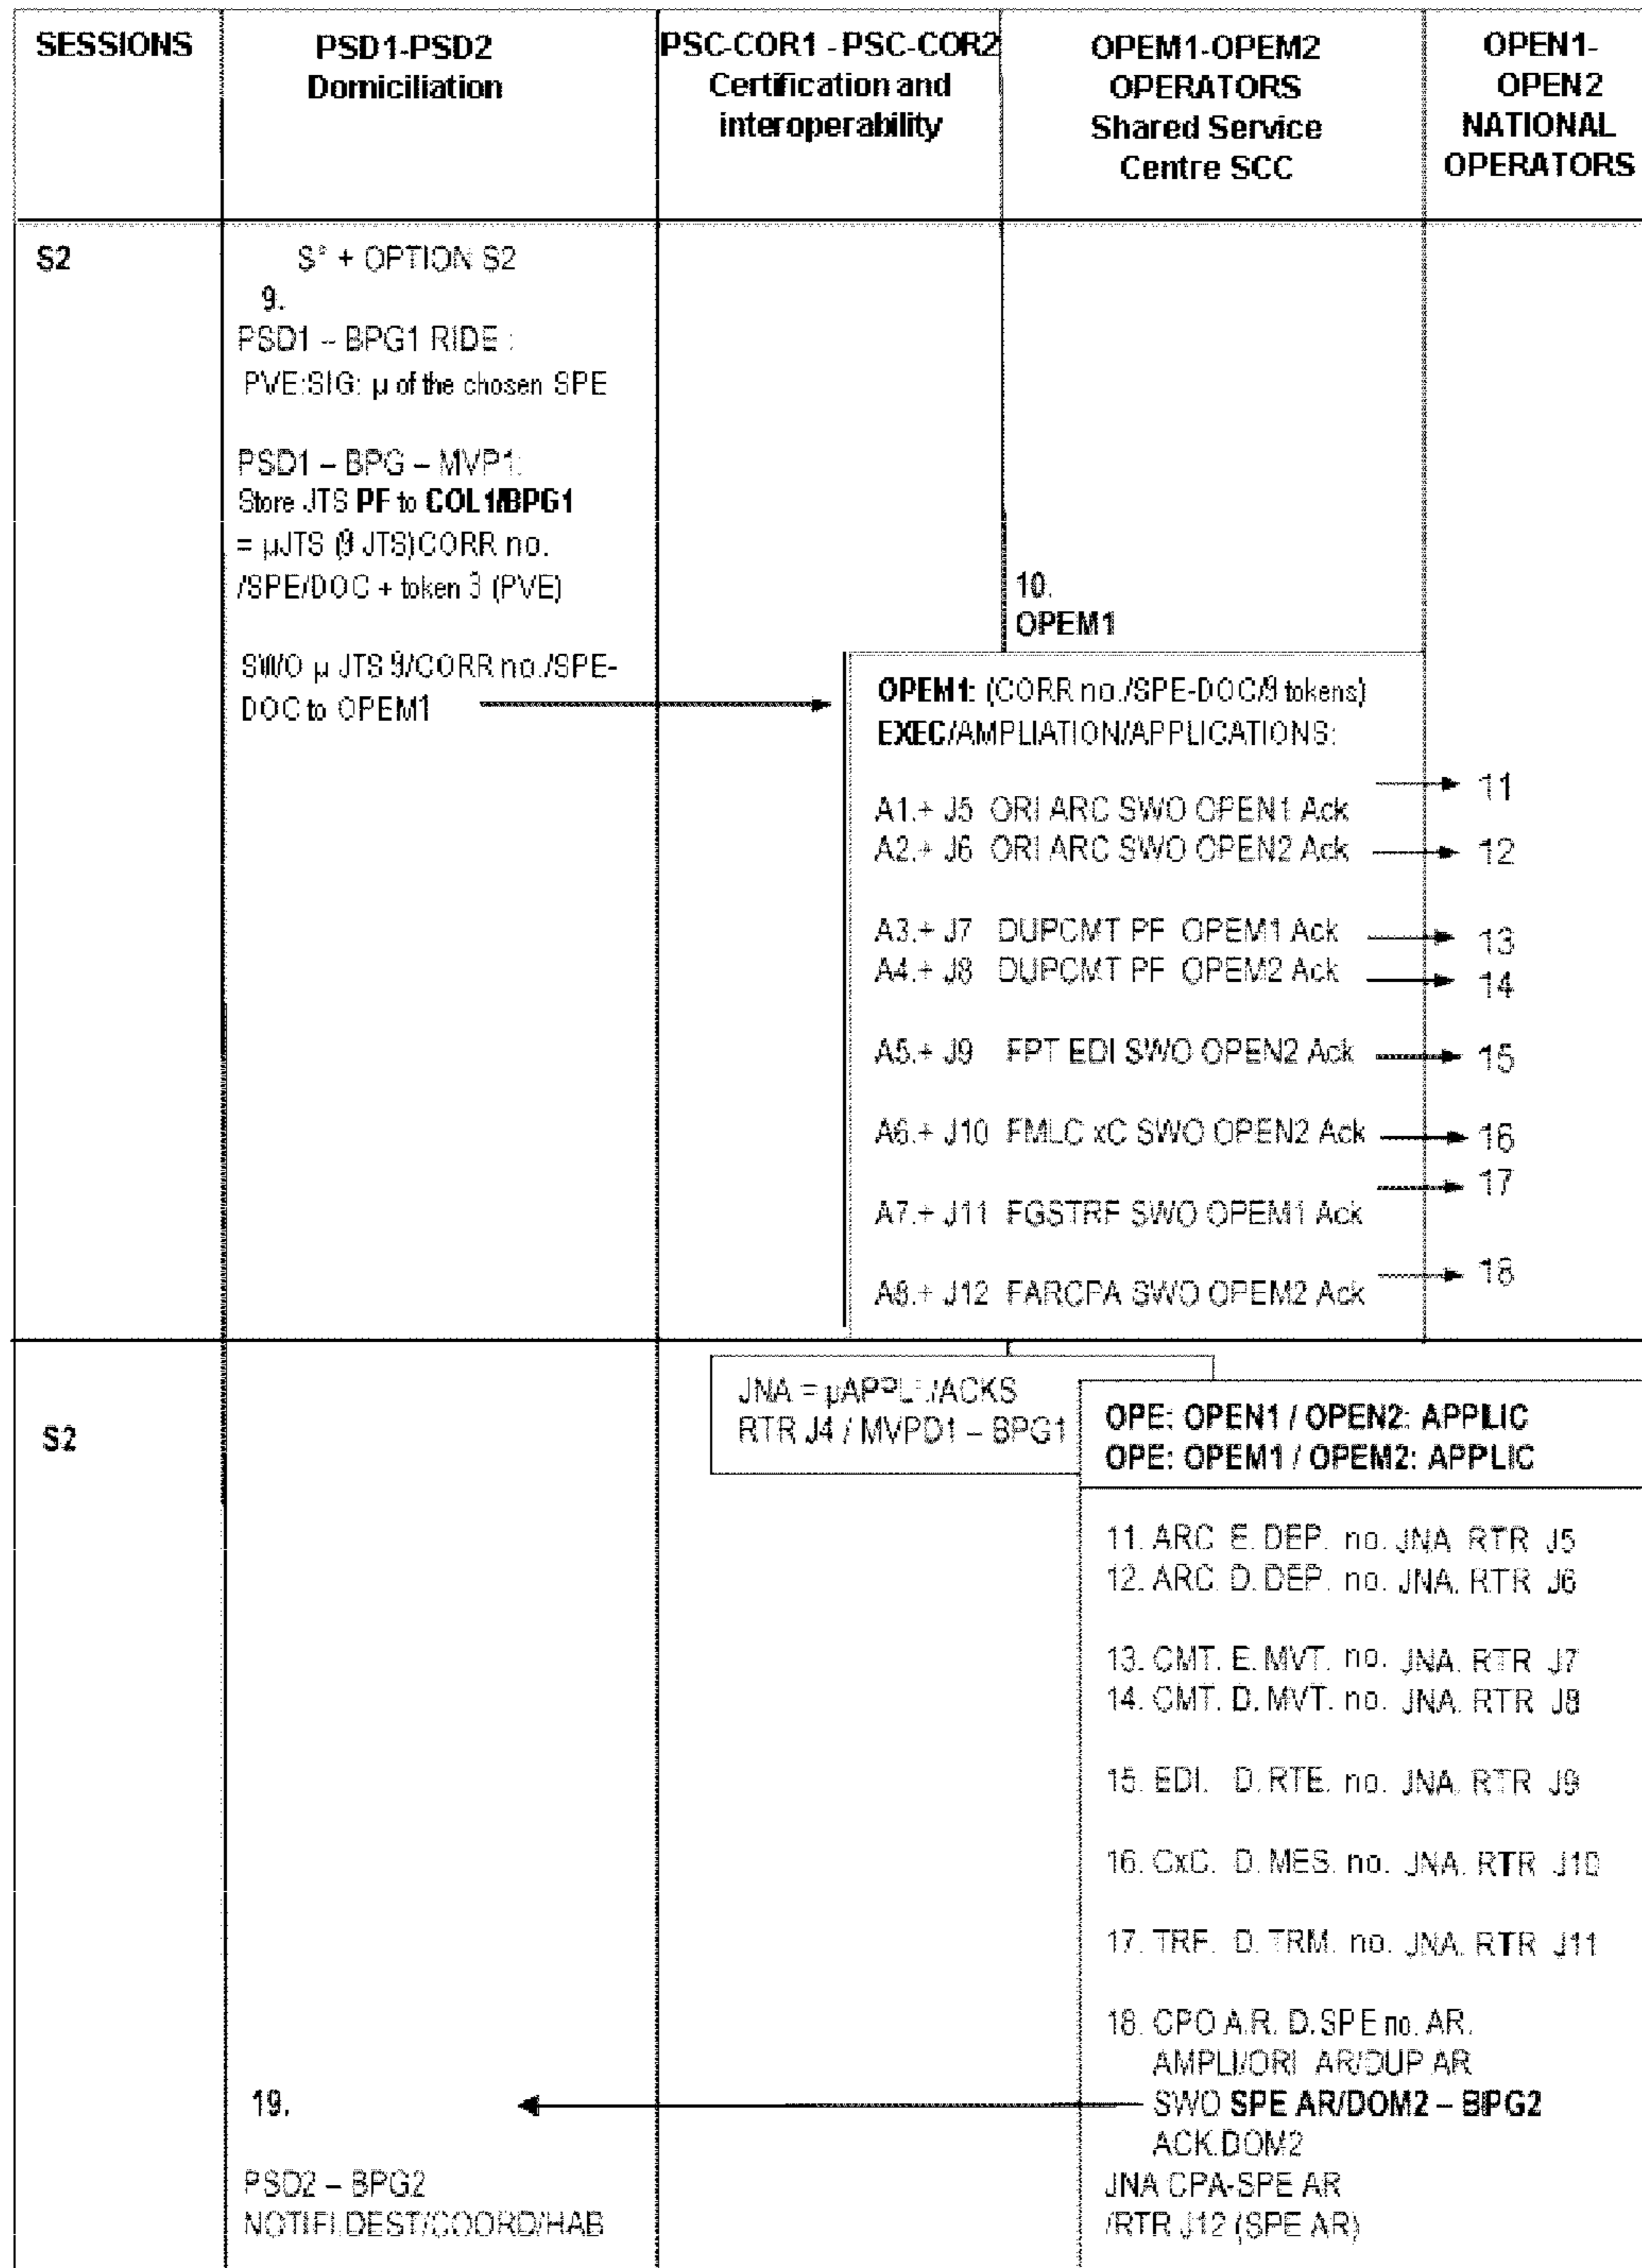 SESSIONS
PSD1-PSD2
Domiciliation
PSC-COR1 - PSC-COR2
Certification and
interoperability
OPEM1-OPEM2
OPERATORS
Shared Service
Centre SCC
OPEN1-
OPEN2
NATIONAL
OPERATORS
S2
S° + OPTION S2
9.
PSD1 – BPG1 RIDE :
PVE:SIG: µ of the chosen SPE
PSD1 – BPG – MVP1:
Store JTS PF to COL1/BPG1
= µJTS (9 JTS)CORR no.
/SPE/DOC + token 3 (PVE)
SWO µ JTS 9/CORR no./SPE-
DOC to OPEM1
10.
OPEM1
OPEM1: (CORR no./SPE-DOC/9 tokens)
EXEC/AMPLIATION/APPLICATIONS:
A1.+ J5 ORI ARC SWO OPEN1 Ack
11
A2.+ J6 ORI ARC SWO OPEN2 Ack
12
A3.+ J7 DUPCMT PF OPEM1 Ack
13
A4.+ J8 DUPCMT PF OPEM2 Ack
14
A5.+ J9 FPT EDI SWO OPEN2 Ack
15
A6.+ J10 FMLC xC SWO OPEN2 Ack
16
A7.+ J11 FGSTRF SWO OPEM1 Ack
17
A8.+ J12 FARCPA SWO OPEM2 Ack
18
S2
JNA = /ACKS
RTR J4 / MVPD1 – BPG1
OPE: OPEN1 / OPEN2: APPLIC
OPE: OPEM1 / OPEM2: APPLIC
11. ARC E. DEP. no. JNA RTR J5
12. ARC. D. DEP. no. JNA. RTR J6
13. CMT. E. MVT. no. JNA. RTR J7
14. CMT. D. MVT. no. JNA. RTR J8
15. EDI. D. RTE. no. JNA. RTR J9
16. CxC. D. MES. no. JNA. RTR J10
17. TRF. D. TRM. no. JNA. RTR J11
18. CPO A.R. D.SPE no. AR.
AMPLI/ORI AR/DUP AR
SWO SPE AR/DOM2 – BPG2
ACK.DOM2
JNA CPA-SPE AR
/RTR J12 (SPE AR)
19.
PSD2 – BPG2
NOTIFI.DEST/COORD/HAB